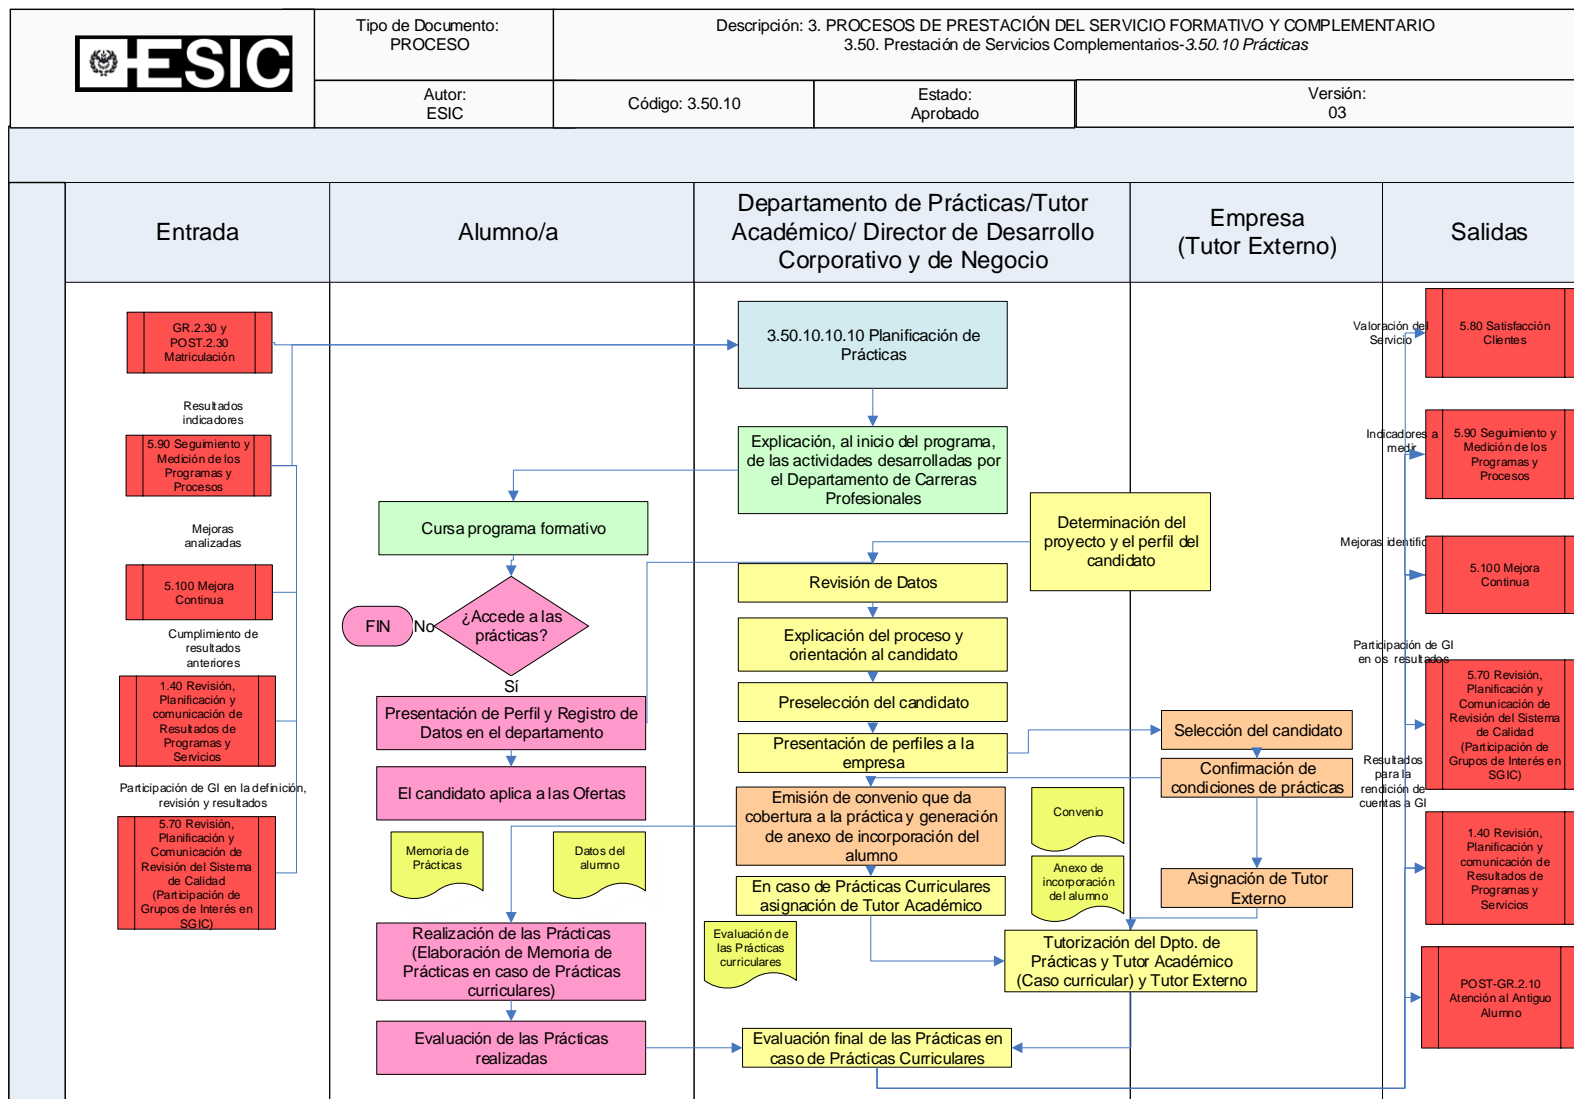 ESIC
Tipo de Documento:
PROCESO
Descripción: 3. PROCESOS DE PRESTACIÓN DEL SERVICIO FORMATIVO Y COMPLEMENTARIO
3.50. Prestación de Servicios Complementarios-3.50.10 Prácticas
Autor:
ESIC
Código: 3.50.10
Estado:
Aprobado
Versión:
03
Entrada
Alumno/a
Departamento de Prácticas/Tutor
Académico/ Director de Desarrollo
Corporativo y de Negocio
Empresa
(Tutor Externo)
Salidas
GR.2.30 y
POST.2.30
Matriculación
Resultados
indicadores
5.90 Seguimiento y
Medición de los
Programas y
Procesos
Mejoras
analizadas
5.100 Mejora
Continua
Cumplimiento de
resultados
anteriores
1.40 Revisión,
Planificación y
comunicación de
Resultados de
Programas y
Servicios
Participación de GI en la definición,
revisión y resultados
5.70 Revisión,
Planificación y
Comunicación de
Revisión del Sistema
de Calidad
(Participación de
Grupos de Interés en
SGIC)
Cursa programa formativo
¿Accede a las
prácticas?
No
FIN
Sí
Presentación de Perfil y Registro de
Datos en el departamento
El candidato aplica a las Ofertas
Memoria de
Prácticas
Datos del
alumno
Realización de las Prácticas
(Elaboración de Memoria de
Prácticas en caso de Prácticas
curriculares)
Evaluación de las Prácticas
realizadas
3.50.10.10.10 Planificación de
Prácticas
Explicación, al inicio del programa,
de las actividades desarrolladas por
el Departamento de Carreras
Profesionales
Revisión de Datos
Explicación del proceso y
orientación al candidato
Preselección del candidato
Presentación de perfiles a la
empresa
Emisión de convenio que da
cobertura a la práctica y generación
de anexo de incorporación del
alumno
En caso de Prácticas Curriculares
asignación de Tutor Académico
Evaluación de
las Prácticas
curriculares
Evaluación final de las Prácticas en
caso de Prácticas Curriculares
Determinación del
proyecto y el perfil del
candidato
Selección del candidato
Confirmación de
condiciones de prácticas
Convenio
Anexo de
incorporación
del alumno
Asignación de Tutor
Externo
Tutorización del Dpto. de
Prácticas y Tutor Académico
(Caso curricular) y Tutor Externo
Valoración del
Servicio
5.80 Satisfacción
Clientes
Indicadores a
medir
5.90 Seguimiento y
Medición de los
Programas y
Procesos
Mejoras identific
5.100 Mejora
Continua
Participación de GI
en os resultados
5.70 Revisión,
Planificación y
Comunicación de
Revisión del Sistema
de Calidad
(Participación de
Grupos de Interés en
SGIC)
Resultados
para la
rendición de
cuentas a GI
1.40 Revisión,
Planificación y
comunicación de
Resultados de
Programas y
Servicios
POST-GR.2.10
Atención al Antiguo
Alumno